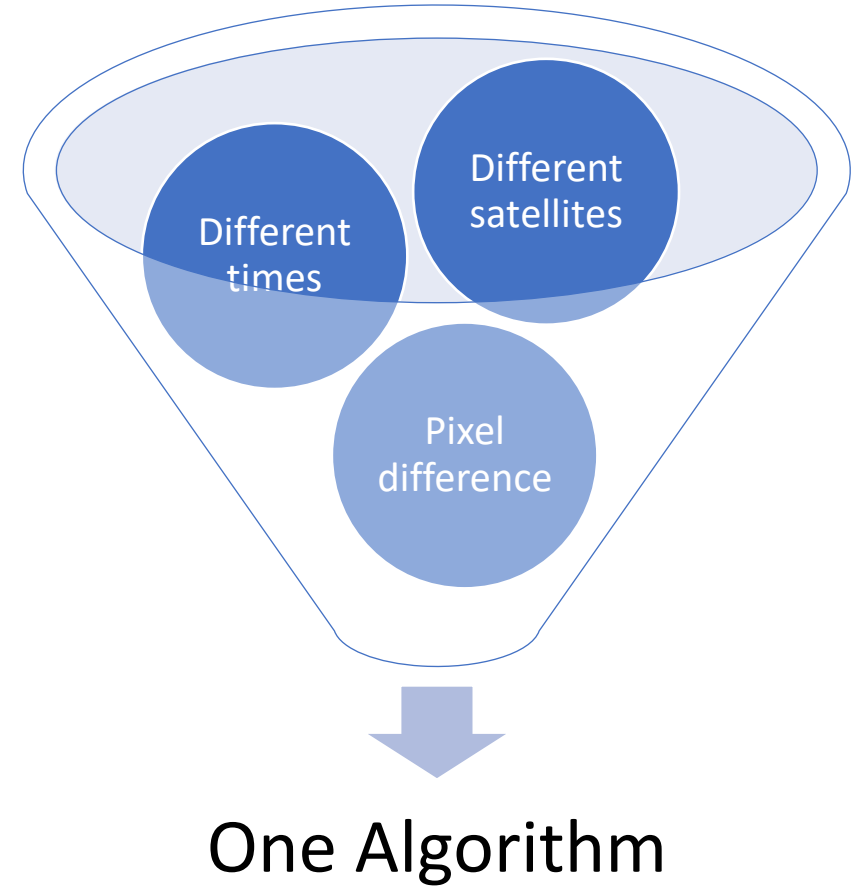 Different
satellites
Different
times
Pixel
difference
One Algorithm